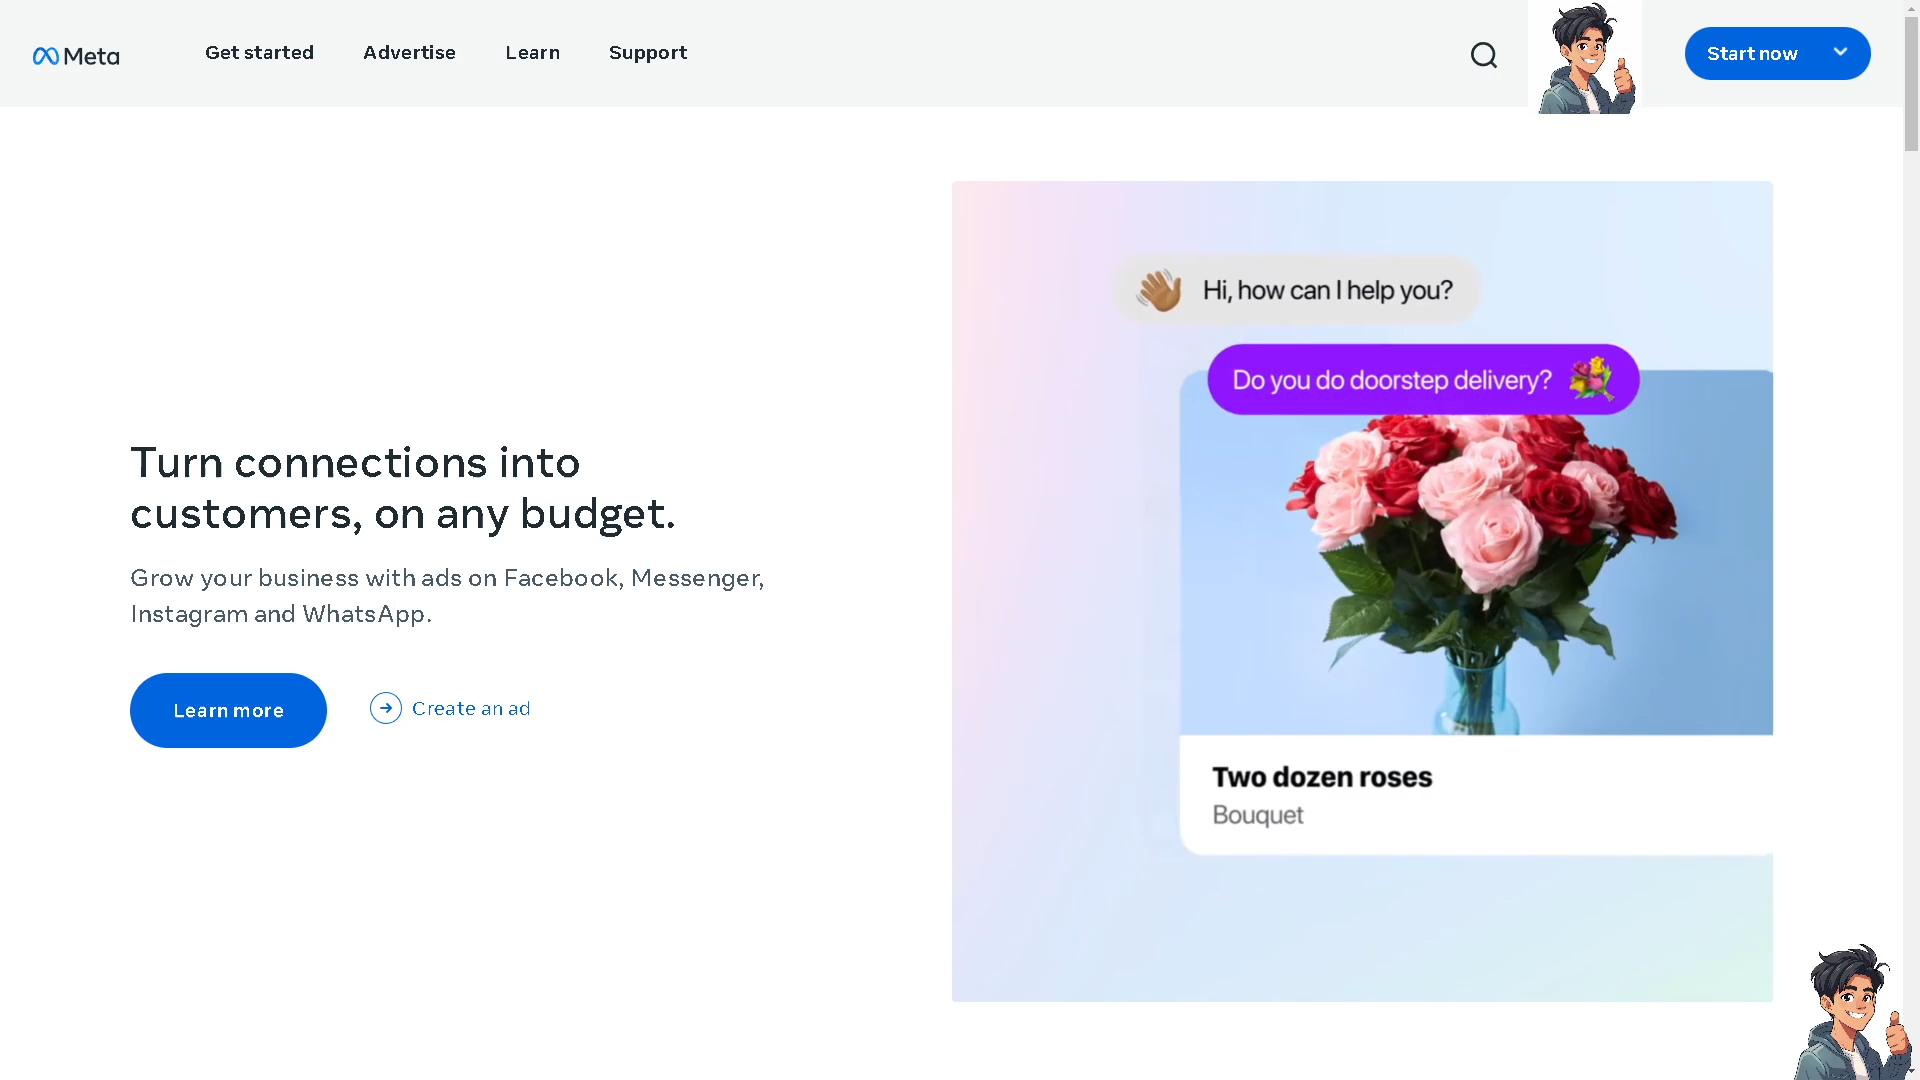 Meta
Get started
Advertise
Learn
Support
Start now
Turn connections into
customers, on any budget.
Grow your business with ads on Facebook, Messenger,
Instagram and WhatsApp.
Learn more
Create an ad
Hi, how can I help you?
Do you do doorstep delivery?
Two dozen roses
Bouquet